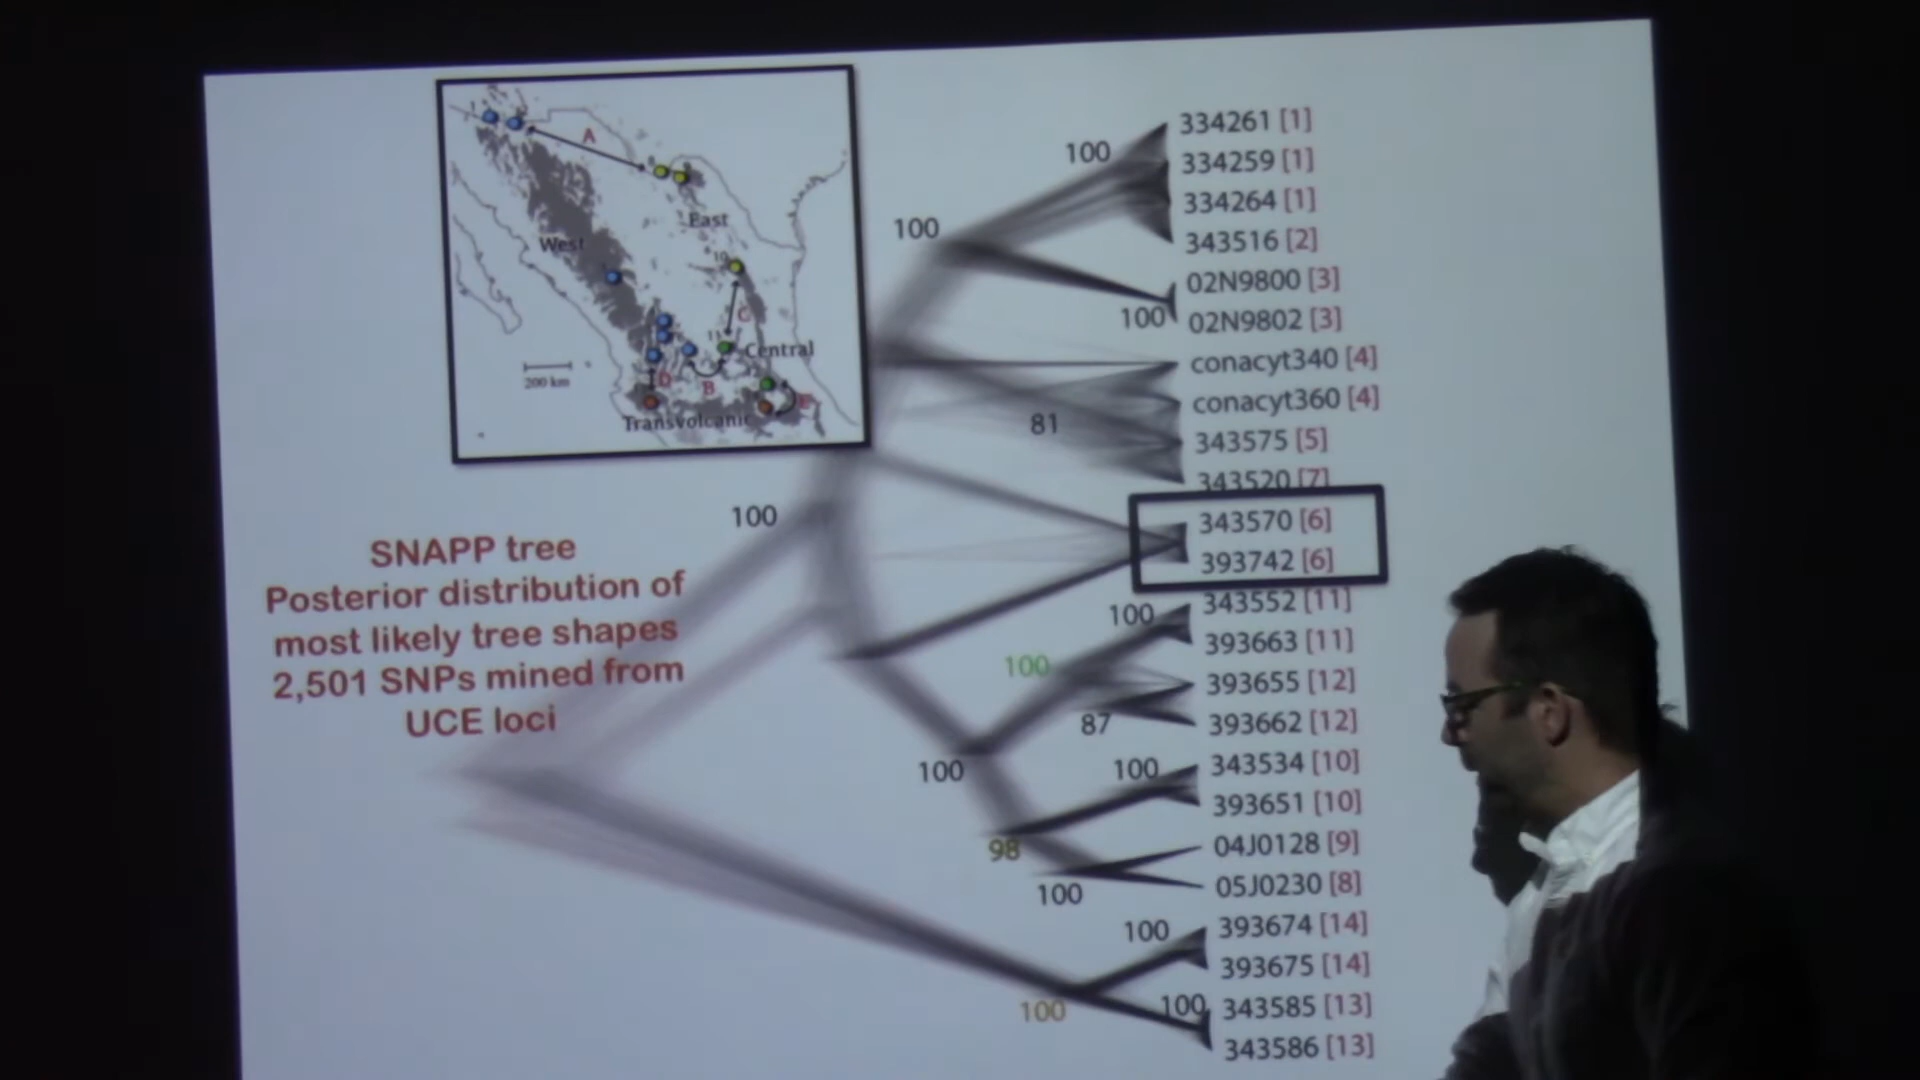 A
East
West
10
C
11
Central
D
B
E
200 km
Transvolcanic
SNAPP tree
Posterior distribution of
most likely tree shapes
2,501 SNPs mined from
UCE loci
100
334261 [1]
334259 [1]
334264 [1]
100
343516 [2]
02N9800 [3]
100
02N9802 [3]
conacyt340 [4]
conacyt360 [4]
81
343575 [5]
343520 [7]
100
343570 [6]
393742 [6]
100
343552 [11]
393663 [11]
100
393655 [12]
87
393662 [12]
100
100
343534 [10]
393651 [10]
98
04J0128 [9]
100
05J0230 [8]
100
393674 [14]
393675 [14]
100
100
343585 [13]
343586 [13]